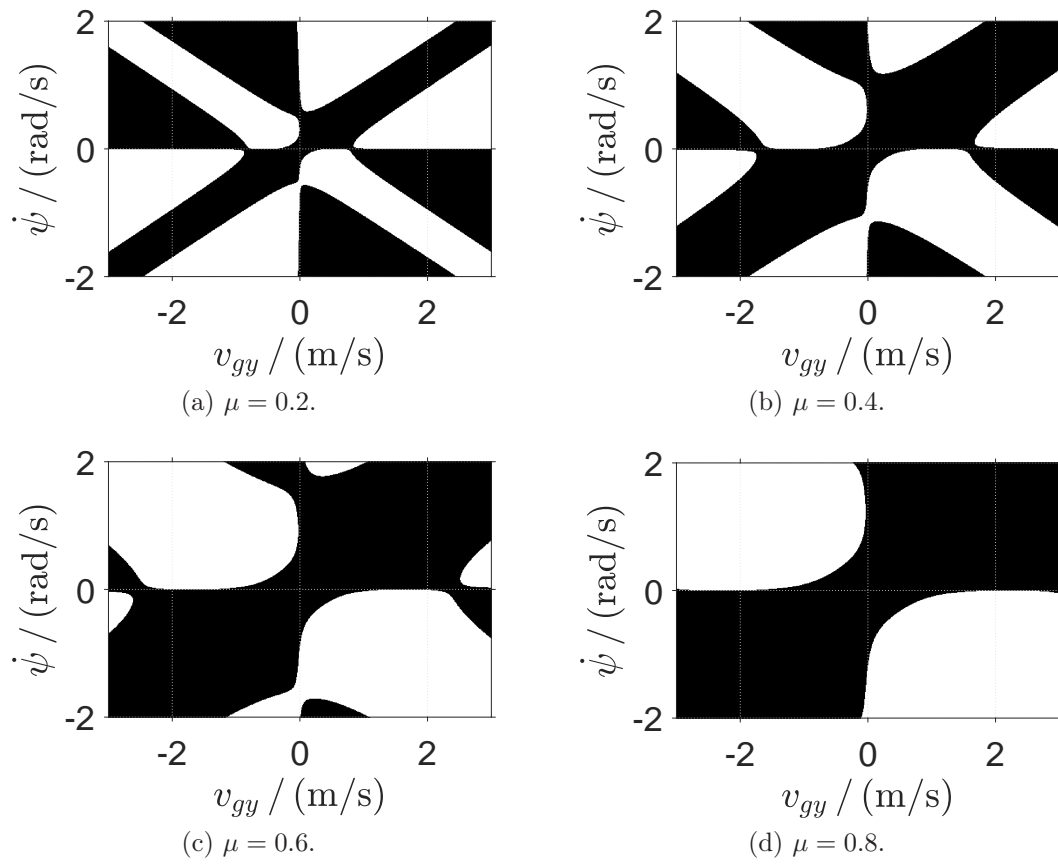 2
0
-2
ψ̇ / (rad/s)
-2 0 2
v_gy / (m/s)
(a) μ = 0.2.
2
0
-2
ψ̇ / (rad/s)
-2 0 2
v_gy / (m/s)
(b) μ = 0.4.
2
0
-2
ψ̇ / (rad/s)
-2 0 2
v_gy / (m/s)
(c) μ = 0.6.
2
0
-2
ψ̇ / (rad/s)
-2 0 2
v_gy / (m/s)
(d) μ = 0.8.